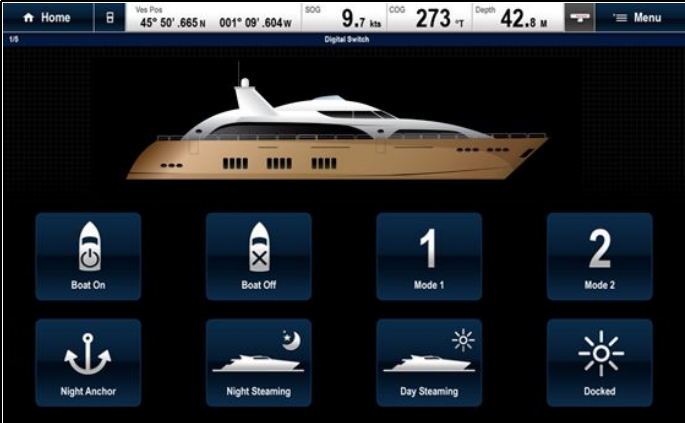 Home
Ves Pos
45° 50' .665 N 001° 09' .604 W
SOG
9.7 kts
COG
273 °T
Depth
42.8 M
Menu
1/5
Digital Switch
Boat On
Boat Off
1
Mode 1
2
Mode 2
Night Anchor
Night Steaming
Day Steaming
Docked